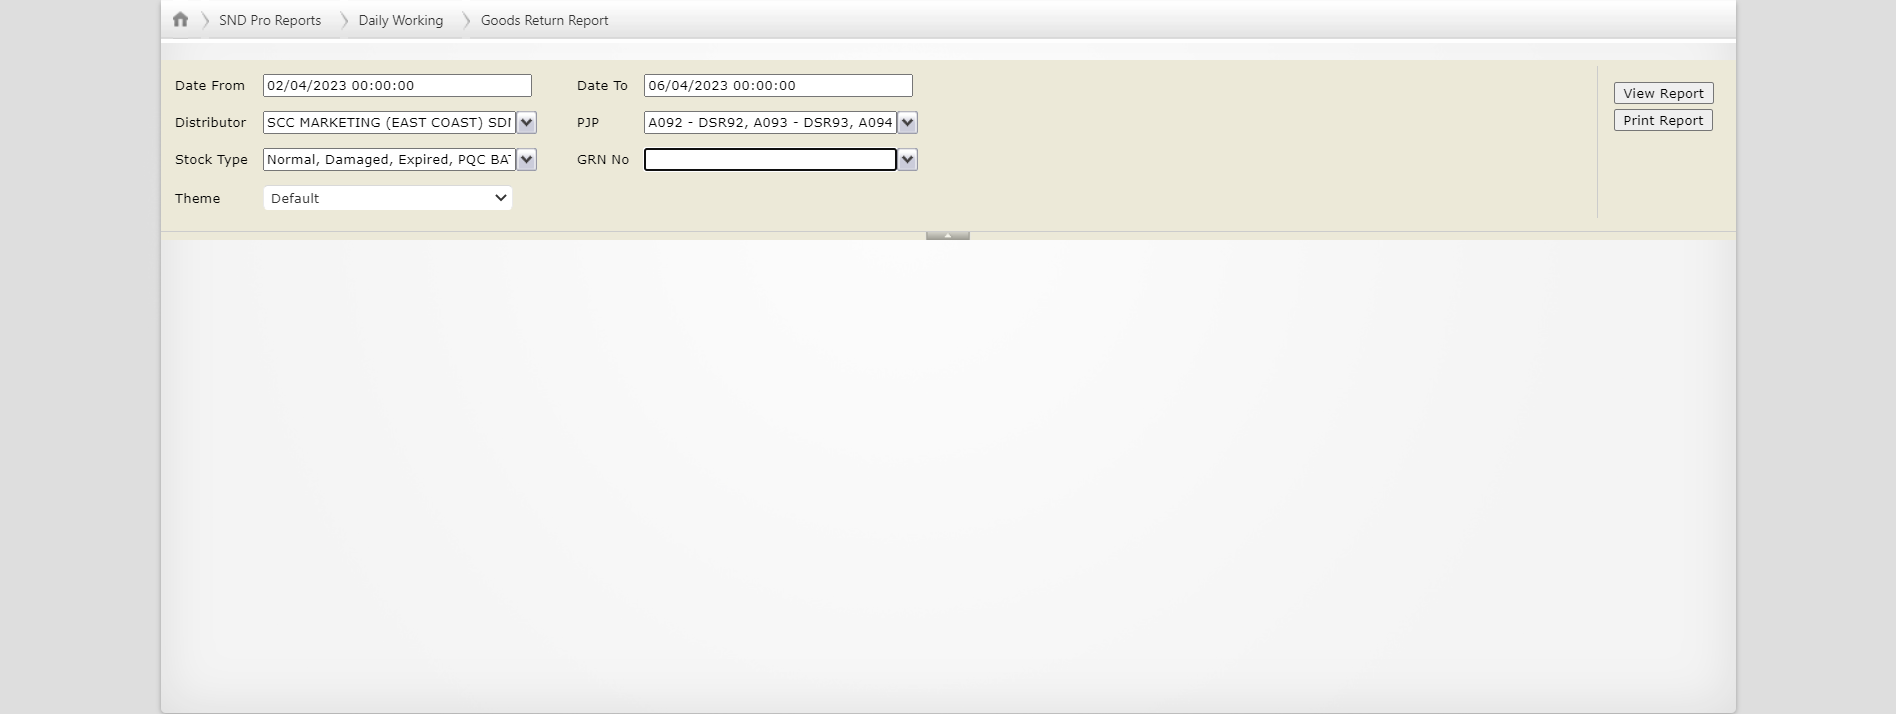 SND Pro Reports Daily Working Goods Return Report
Date From 02/04/2023 00:00:00 Date To 06/04/2023 00:00:00 View Report
Distributor SCC MARKETING (EAST COAST) PJP A092 - DSR92, A093 - DSR93, A094 Print Report
Stock Type Normal, Damaged, Expired, PQC GRN No
Theme Default